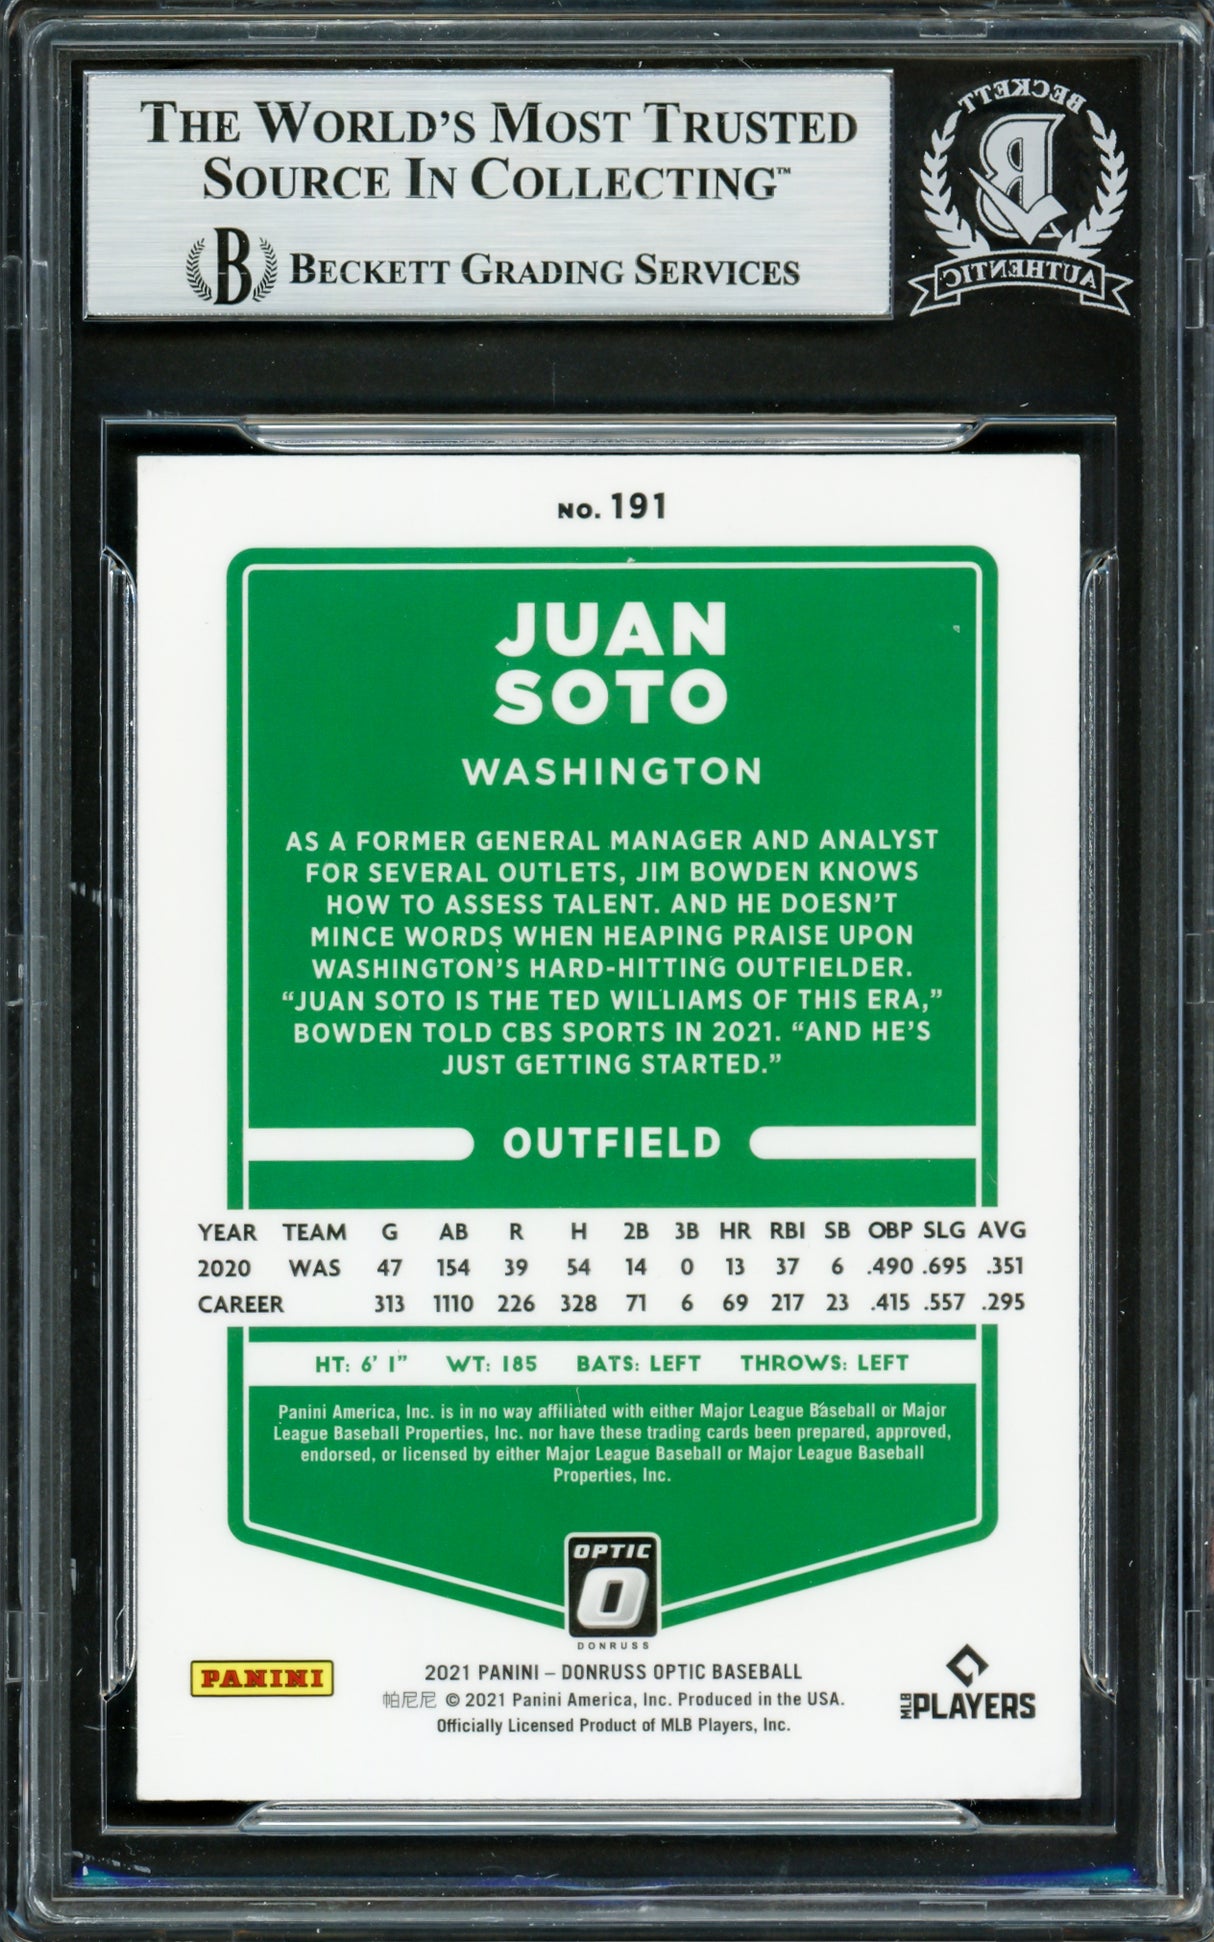 THE WORLD'S MOST TRUSTED
SOURCE IN COLLECTING™
B BECKETT GRADING SERVICES
BECKETT
B
AUTHENTIC
NO. 191
JUAN
SOTO
WASHINGTON
AS A FORMER GENERAL MANAGER AND ANALYST
FOR SEVERAL OUTLETS, JIM BOWDEN KNOWS
HOW TO ASSESS TALENT. AND HE DOESN'T
MINCE WORDS WHEN HEAPING PRAISE UPON
WASHINGTON'S HARD-HITTING OUTFIELDER.
“JUAN SOTO IS THE TED WILLIAMS OF THIS ERA,”
BOWDEN TOLD CBS SPORTS IN 2021. “AND HE'S
JUST GETTING STARTED.”
OUTFIELD
YEAR TEAM G AB R H 2B 3B HR RBI SB OBP SLG AVG
2020 WAS 47 154 39 54 14 0 13 37 6 .490 .695 .351
CAREER 313 1110 226 328 71 6 69 217 23 .415 .557 .295
HT: 6' 1” WT: 185 BATS: LEFT THROWS: LEFT
Panini America, Inc. is in no way affiliated with either Major League Baseball or Major
League Baseball Properties, Inc. nor have these trading cards been prepared, approved,
endorsed, or licensed by either Major League Baseball or Major League Baseball
Properties, Inc.
OPTIC
O
DONRUSS
PANINI
2021 PANINI – DONRUSS OPTIC BASEBALL
帕尼尼 © 2021 Panini America, Inc. Produced in the USA.
Officially Licensed Product of MLB Players, Inc.
MLB PLAYERS